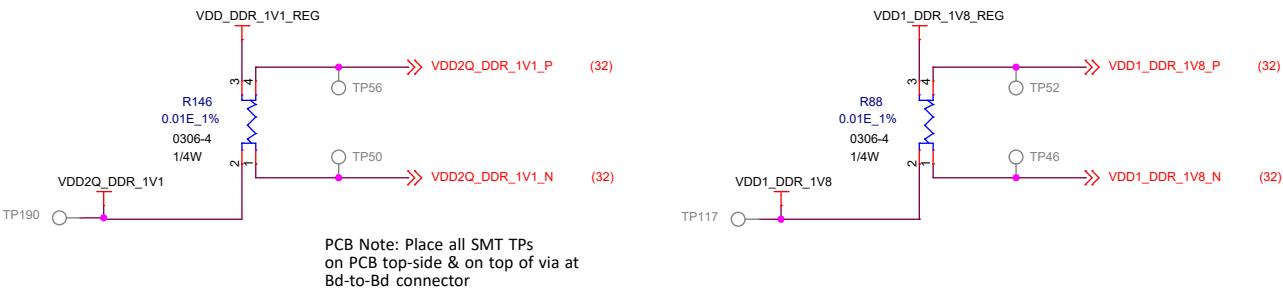 VDD_DDR_1V1_REG
3
4
VDD2Q_DDR_1V1_P (32)
TP56
R146
0.01E_1%
0306-4
1/4W
2
1
TP50
VDD2Q_DDR_1V1_N (32)
VDD2Q_DDR_1V1
TP190
PCB Note: Place all SMT TPs
on PCB top-side & on top of via at
Bd-to-Bd connector
VDD1_DDR_1V8_REG
3
4
VDD1_DDR_1V8_P (32)
TP52
R88
0.01E_1%
0306-4
1/4W
2
1
TP46
VDD1_DDR_1V8_N (32)
VDD1_DDR_1V8
TP117